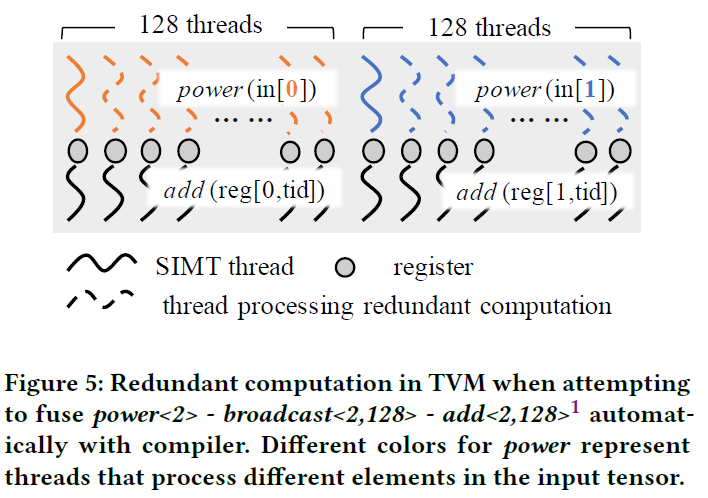 128 threads 128 threads
power(in[0]) power(in[1])
... ... ... ...
add(reg[0,tid]) add(reg[1,tid])
SIMT thread register
thread processing redundant computation
Figure 5: Redundant computation in TVM when attempting
to fuse power<2> - broadcast<2,128> - add<2,128>1 automat-
ically with compiler. Different colors for power represent
threads that process different elements in the input tensor.